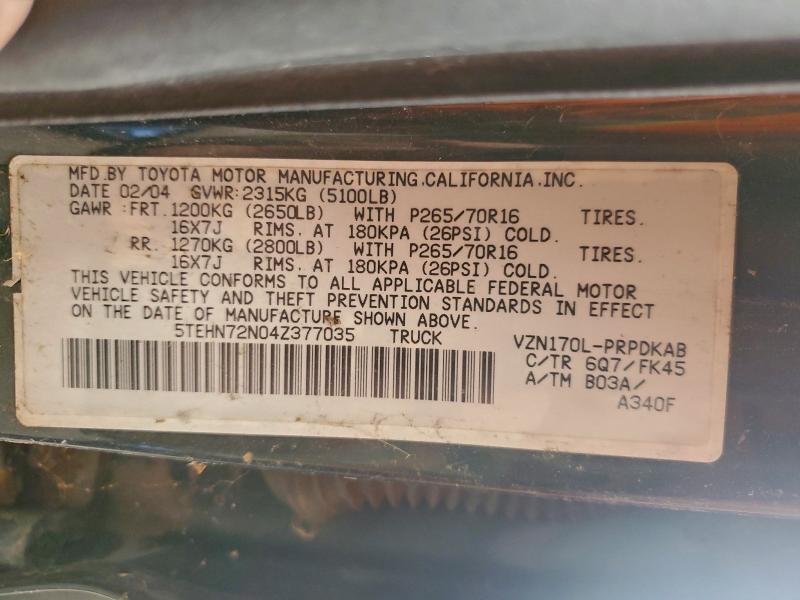 MFD.BY TOYOTA MOTOR MANUFACTURING.CALIFORNIA.INC.
DATE 02/04 GVWR:2315KG (5100LB)
GAWR:FRT.1200KG (2650LB) WITH P265/70R16 TIRES.
16X7J RIMS. AT 180KPA (26PSI) COLD.
RR. 1270KG (2800LB) WITH P265/70R16 TIRES.
16X7J RIMS. AT 180KPA (26PSI) COLD.
THIS VEHICLE CONFORMS TO ALL APPLICABLE FEDERAL MOTOR
VEHICLE SAFETY AND THEFT PREVENTION STANDARDS IN EFFECT
ON THE DATE OF MANUFACTURE SHOWN ABOVE.
5TEHN72N04Z377035 TRUCK VZN170L-PRPDKAB
C/TR 6Q7/FK45
A/TM B03A/
A340F